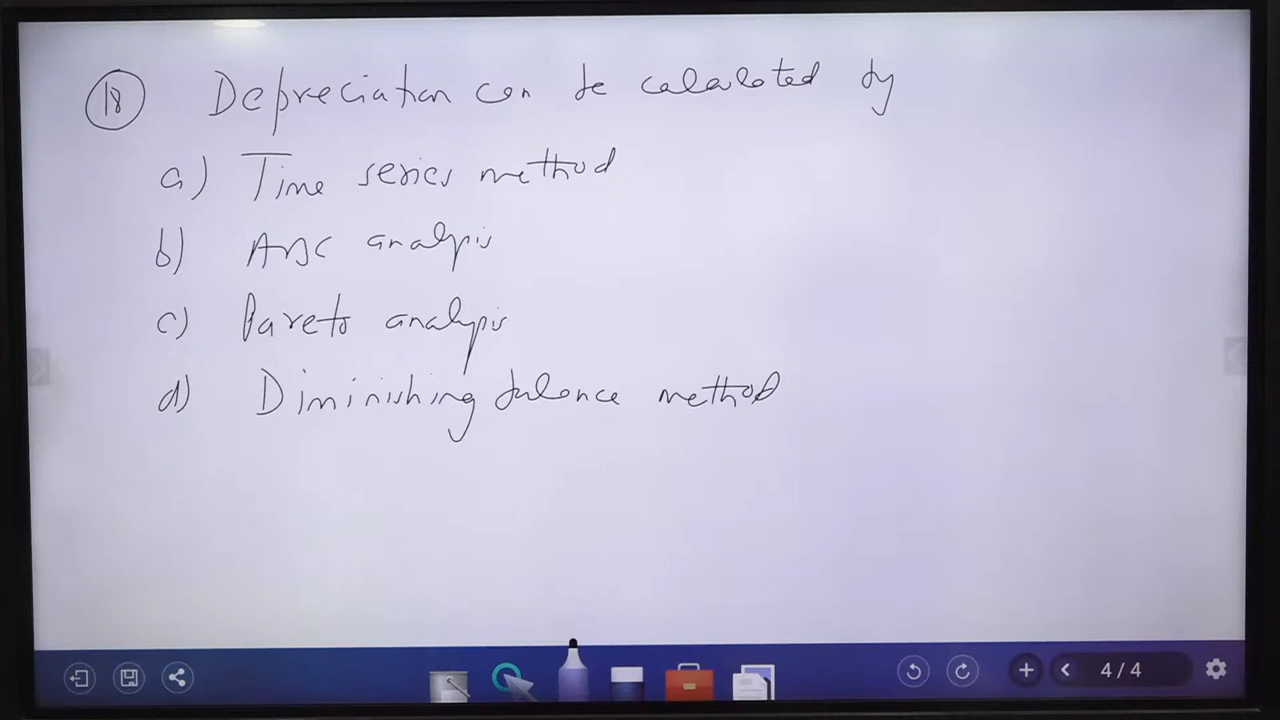 18 Depreciation can be calculated by
a) Time series method
b) ABC analysis
c) Pareto analysis
d) Diminishing balance method
4/4